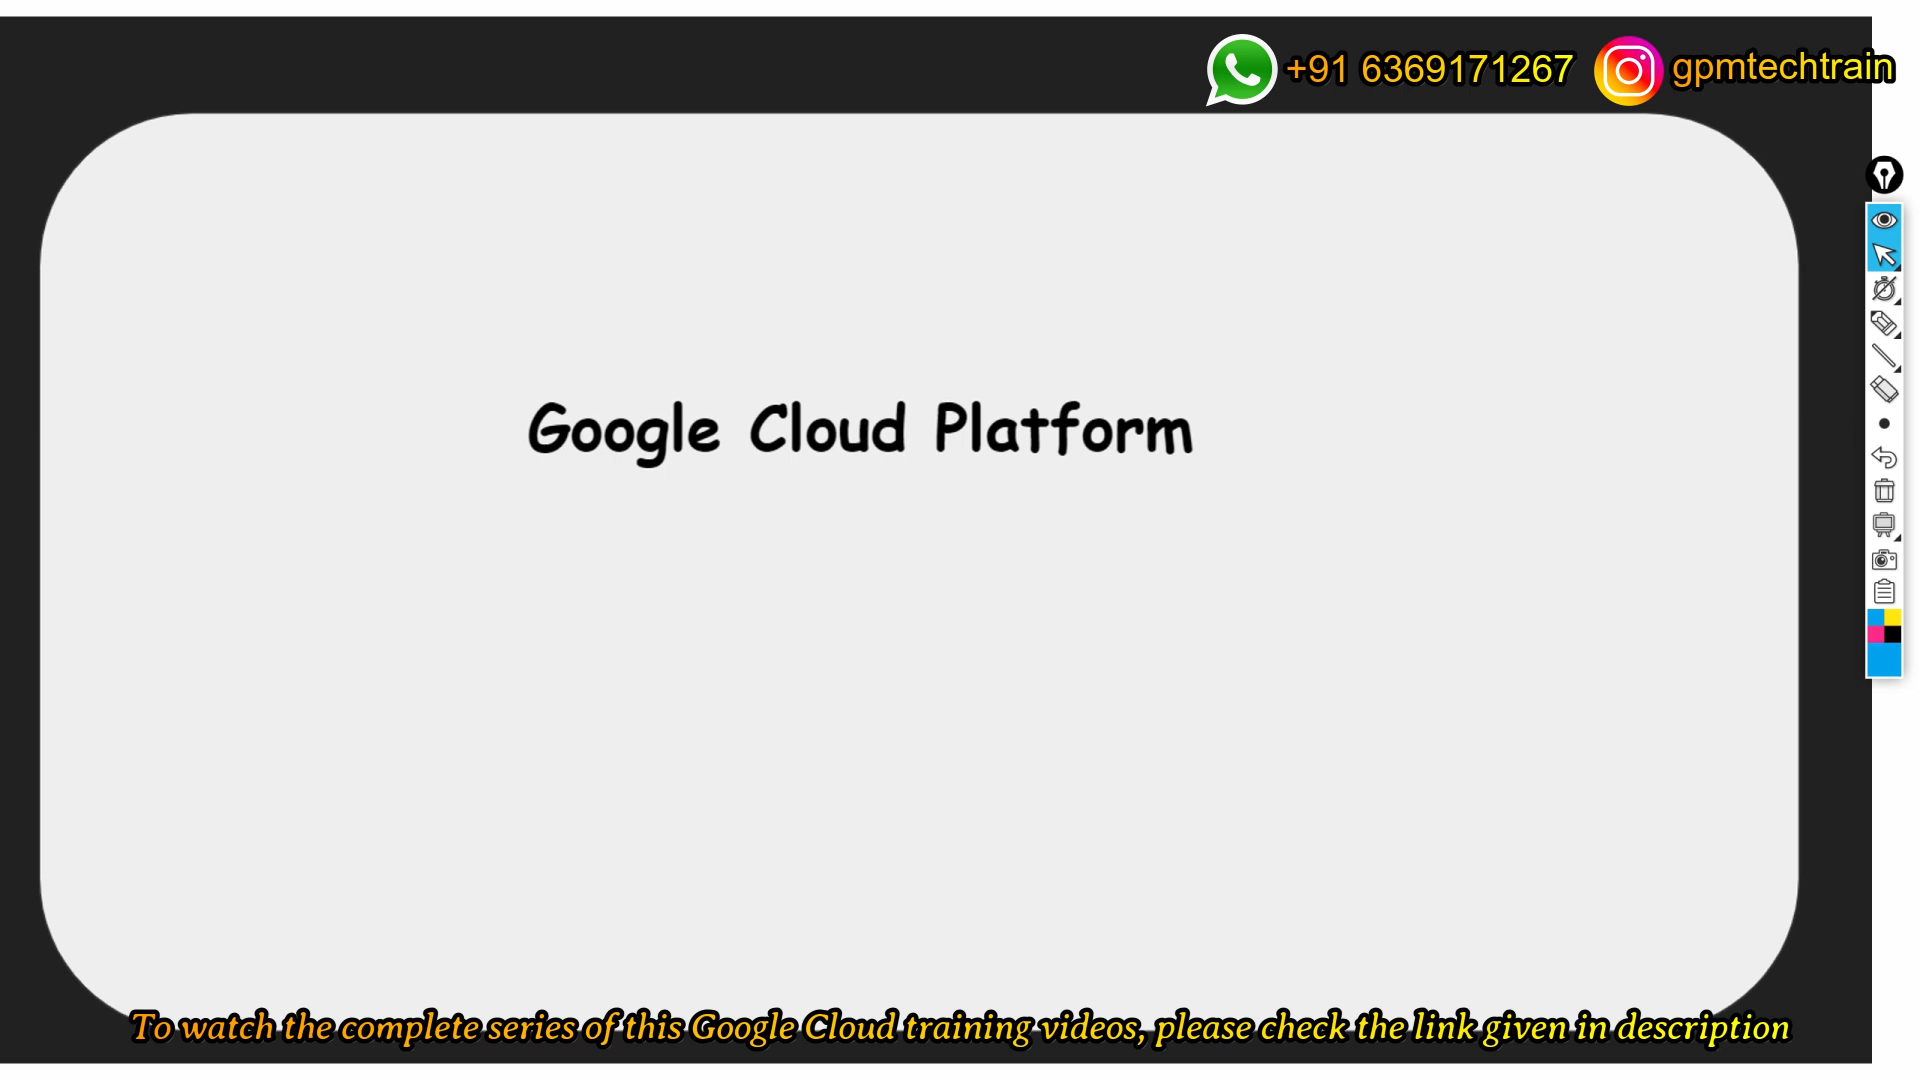 +91 6369171267 gpmtechtrain
Google Cloud Platform
To watch the complete series of this Google Cloud training videos, please check the link given in description